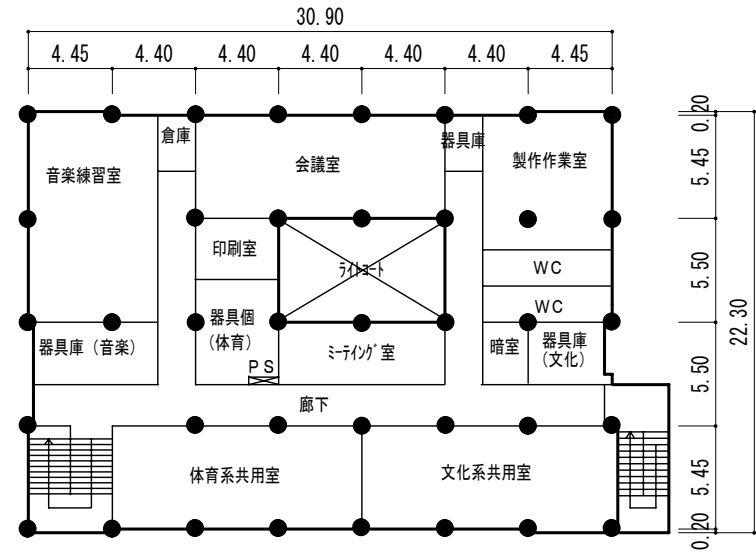 30.90
4.45 4.40 4.40 4.40 4.40 4.40 4.45
0.20
倉庫
会議室
器具庫
製作作業室
音楽練習室
5.45
印刷室
ﾗｲﾄｺｰﾄ
WC
5.50
22.30
WC
器具個
(体育)
器具庫(音楽)
ﾐｰﾃｨﾝｸﾞ室
暗室
器具庫
(文化)
PS
5.50
廊下
体育系共用室
文化系共用室
5.45
0.20